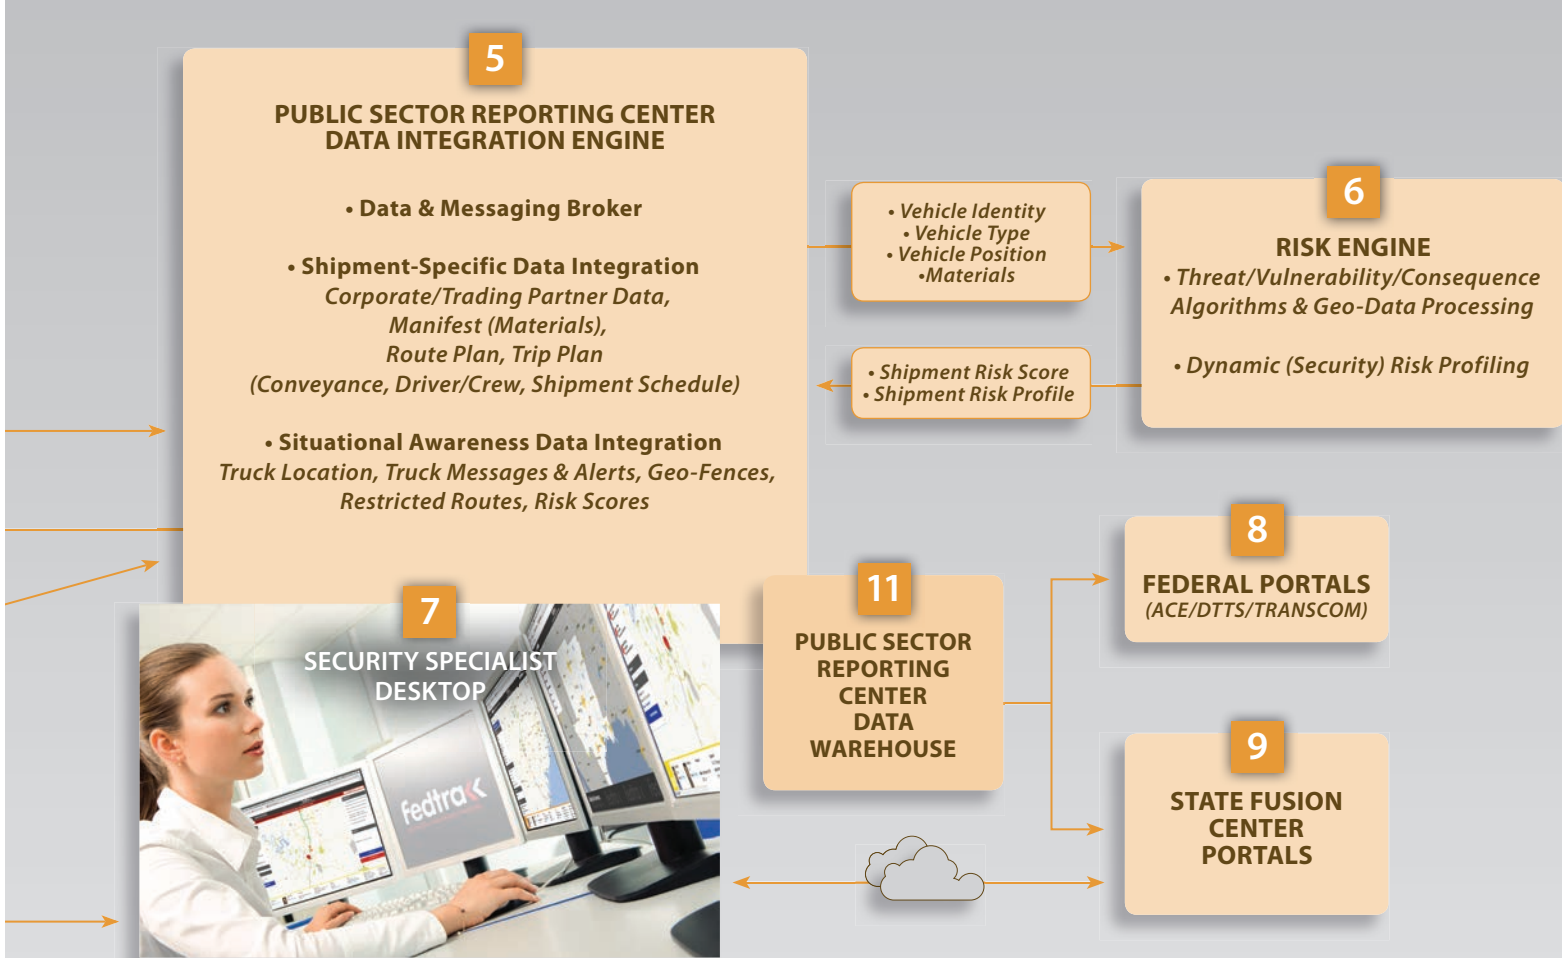 5
PUBLIC SECTOR REPORTING CENTER
DATA INTEGRATION ENGINE
• Data & Messaging Broker
• Shipment-Specific Data Integration
Corporate/Trading Partner Data,
Manifest (Materials),
Route Plan, Trip Plan
(Conveyance, Driver/Crew, Shipment Schedule)
• Situational Awareness Data Integration
Truck Location, Truck Messages & Alerts, Geo-Fences,
Restricted Routes, Risk Scores
• Vehicle Identity
• Vehicle Type
• Vehicle Position
•Materials
• Shipment Risk Score
• Shipment Risk Profile
6
RISK ENGINE
• Threat/Vulnerability/Consequence
Algorithms & Geo-Data Processing
• Dynamic (Security) Risk Profiling
7
SECURITY SPECIALIST
DESKTOP
fedtrak
11
PUBLIC SECTOR
REPORTING
CENTER
DATA
WAREHOUSE
8
FEDERAL PORTALS
(ACE/DTTS/TRANSCOM)
9
STATE FUSION
CENTER
PORTALS